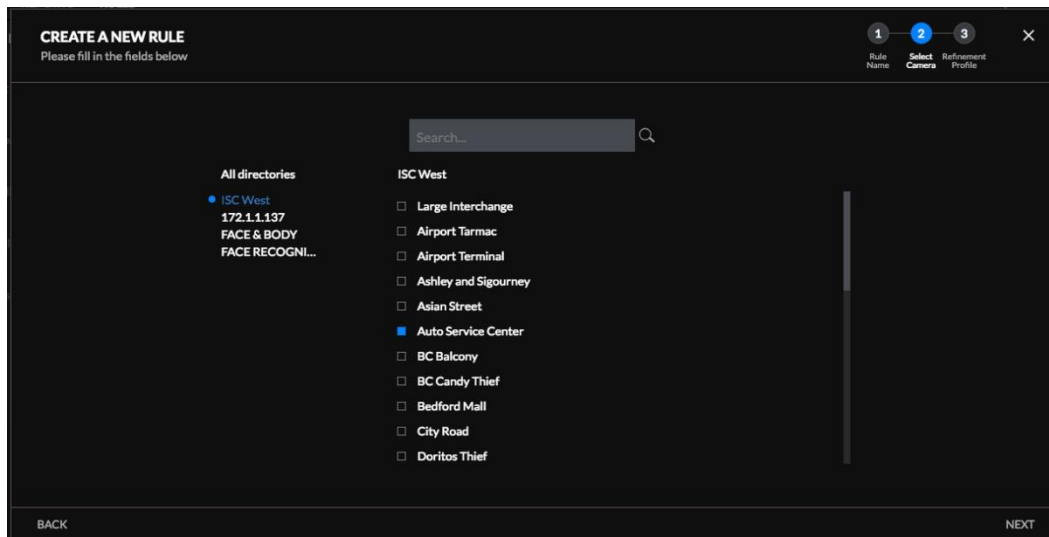 CREATE A NEW RULE
Please fill in the fields below
1 2 3
Rule Name
Select Camera
Refinement Profile
Search...
All directories
ISC West
172.1.1.137
FACE & BODY
FACE RECOGNI...
ISC West
Large Interchange
Airport Tarmac
Airport Terminal
Ashley and Sigourney
Asian Street
Auto Service Center
BC Balcony
BC Candy Thief
Bedford Mall
City Road
Doritos Thief
BACK
NEXT